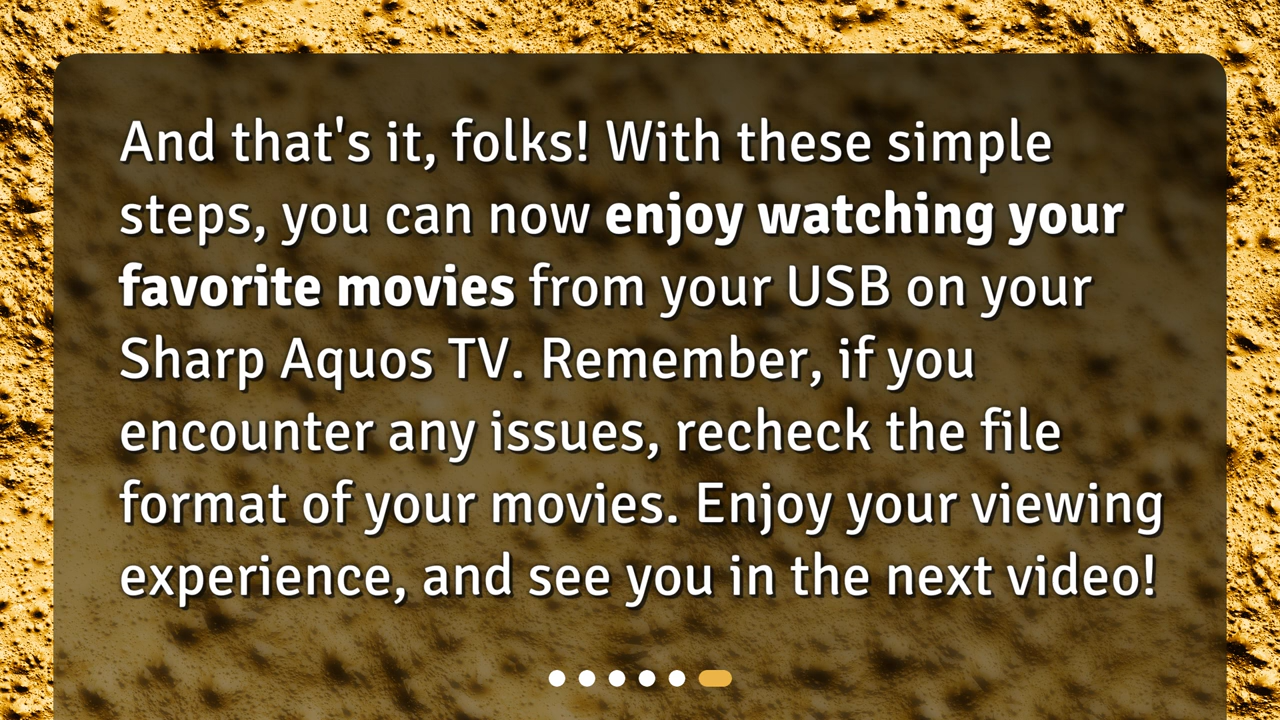 And that's it, folks! With these simple
steps, you can now enjoy watching your
favorite movies from your USB on your
Sharp Aquos TV. Remember, if you
encounter any issues, recheck the file
format of your movies. Enjoy your viewing
experience, and see you in the next video!